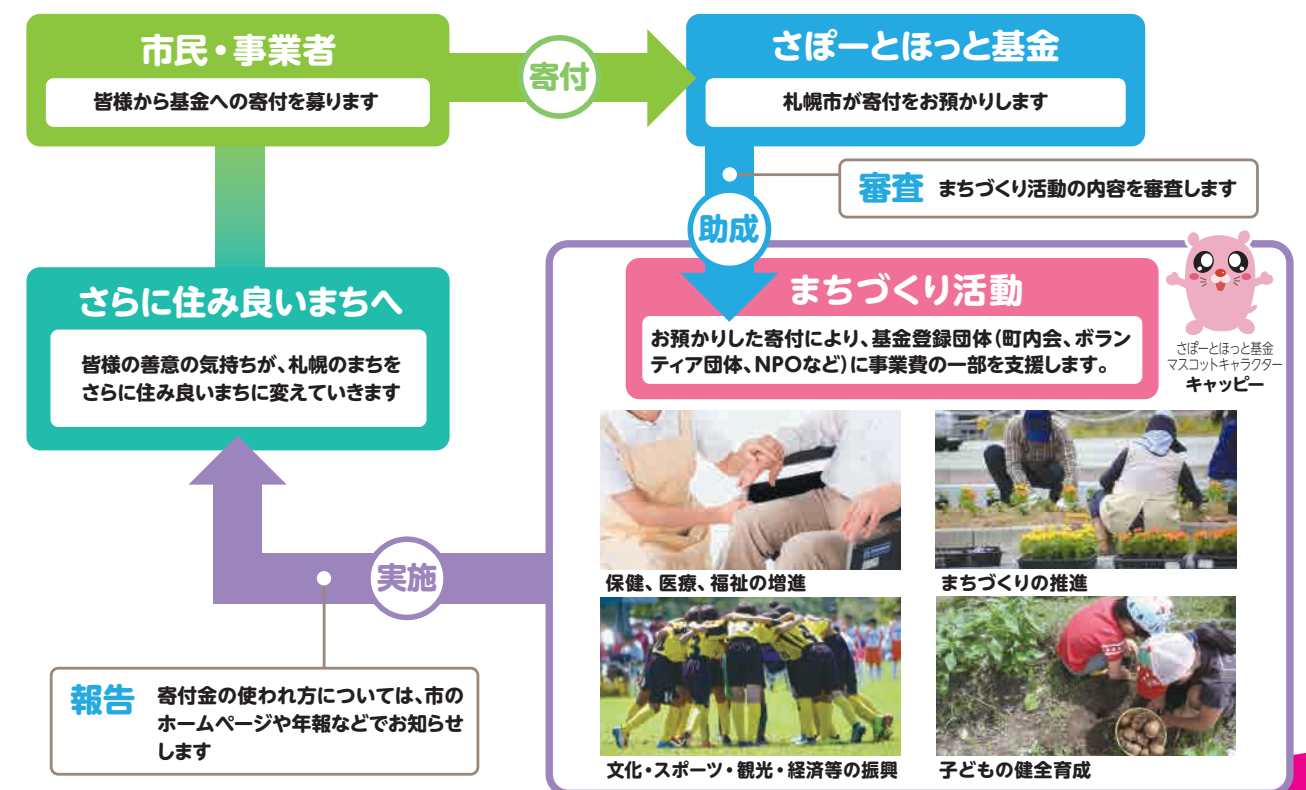 市民・事業者
皆様から基金への寄付を募ります
寄付
さぽーとほっと基金
札幌市が寄付をお預かりします
審査 まちづくり活動の内容を審査します
助成
まちづくり活動
お預かりした寄付により、基金登録団体(町内会、ボラン
ティア団体、NPOなど)に事業費の一部を支援します。
さぽーとほっと基金
マスコットキャラクター
キャッピー
さらに住み良いまちへ
皆様の善意の気持ちが、札幌のまちを
さらに住み良いまちに変えていきます
保健、医療、福祉の増進
まちづくりの推進
文化・スポーツ・観光・経済等の振興
子どもの健全育成
実施
報告 寄付金の使われ方については、市の
ホームページや年報などでお知らせ
します